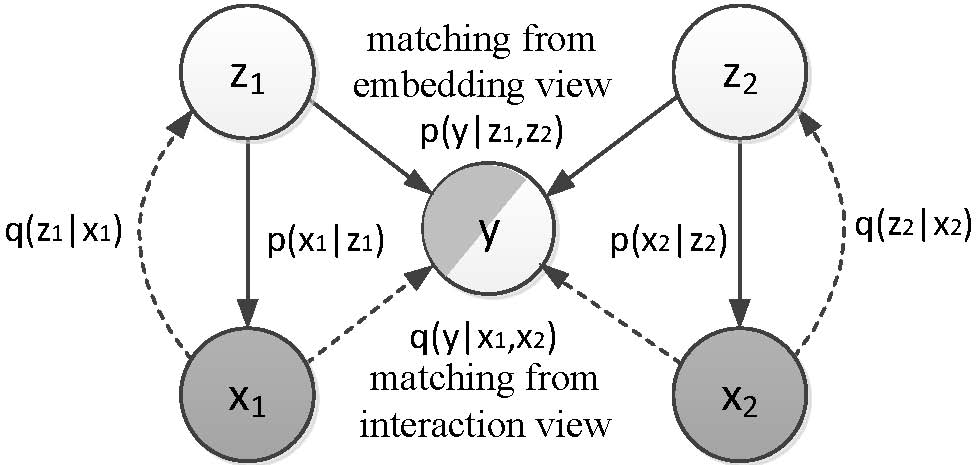 z1
matching from
embedding view
z2
p(y|z1,z2)
q(z1|x1)
p(x1|z1)
y
p(x2|z2)
q(z2|x2)
q(y|x1,x2)
x1
matching from
interaction view
x2